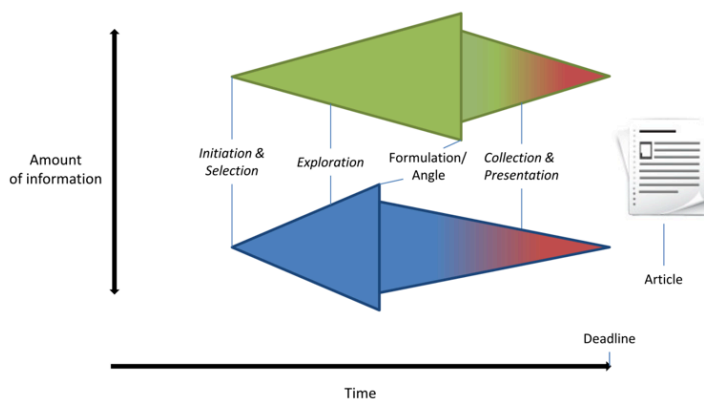 Amount
of information
Initiation &
Selection
Exploration
Formulation/
Angle
Collection &
Presentation
Article
Deadline
Time